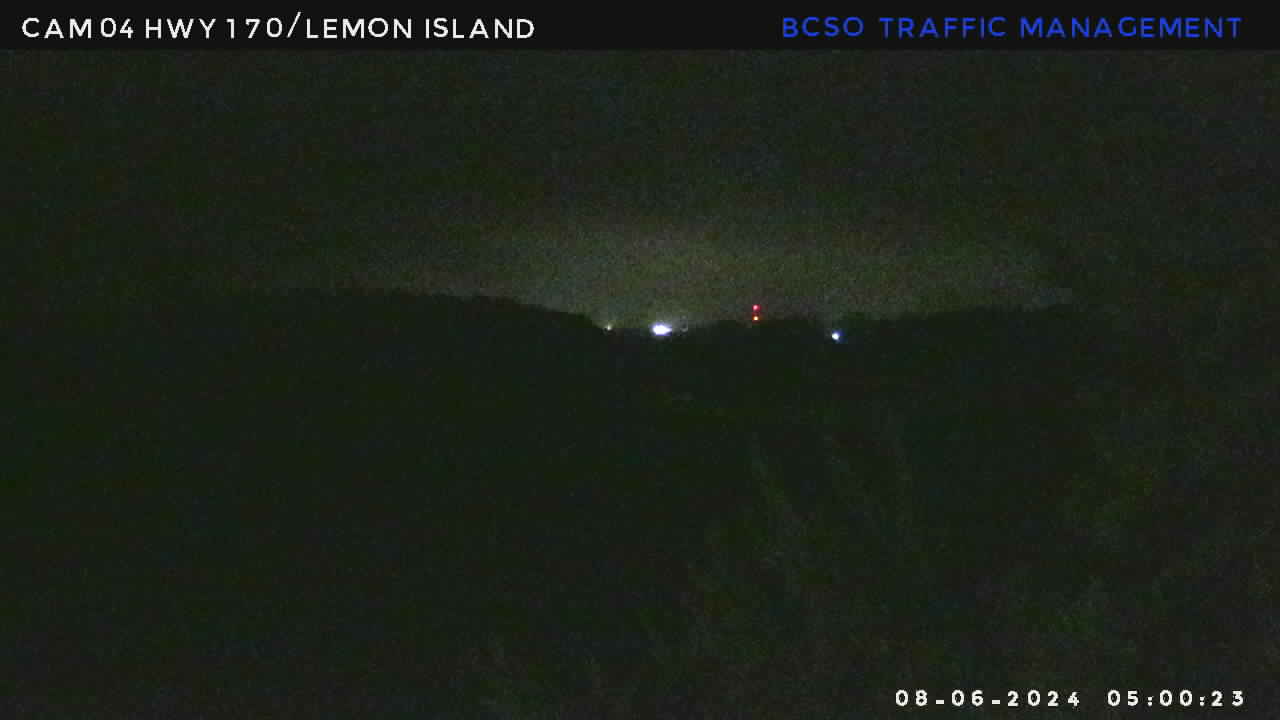 CAM04 HWY 170/LEMON ISLAND
BCSO TRAFFIC MANAGEMENT
08-06-2024 05:00:23